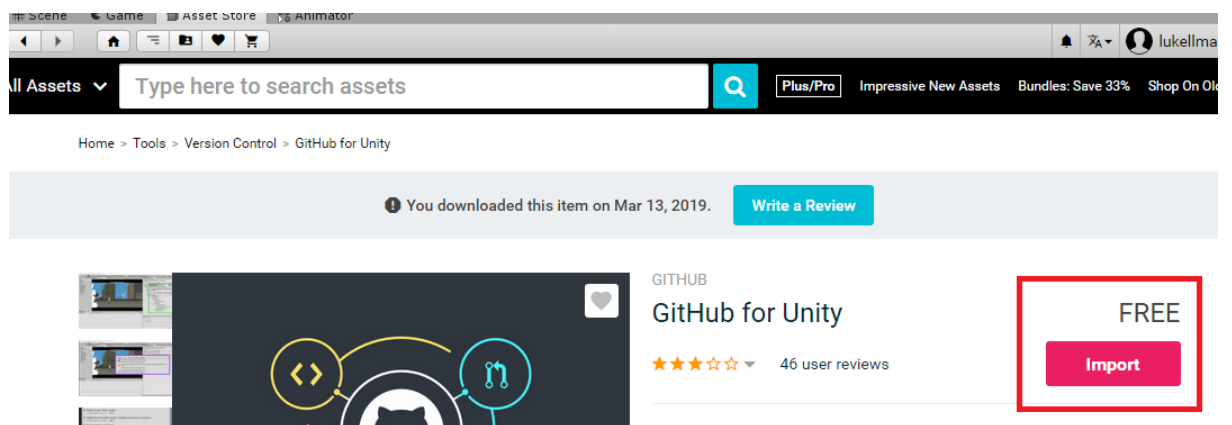 Scene Game Asset Store Animator
lukellma
All Assets Type here to search assets Plus/Pro Impressive New Assets Bundles: Save 33% Shop On Old
Home > Tools > Version Control > GitHub for Unity
You downloaded this item on Mar 13, 2019. Write a Review
GITHUB
GitHub for Unity FREE
46 user reviews Import